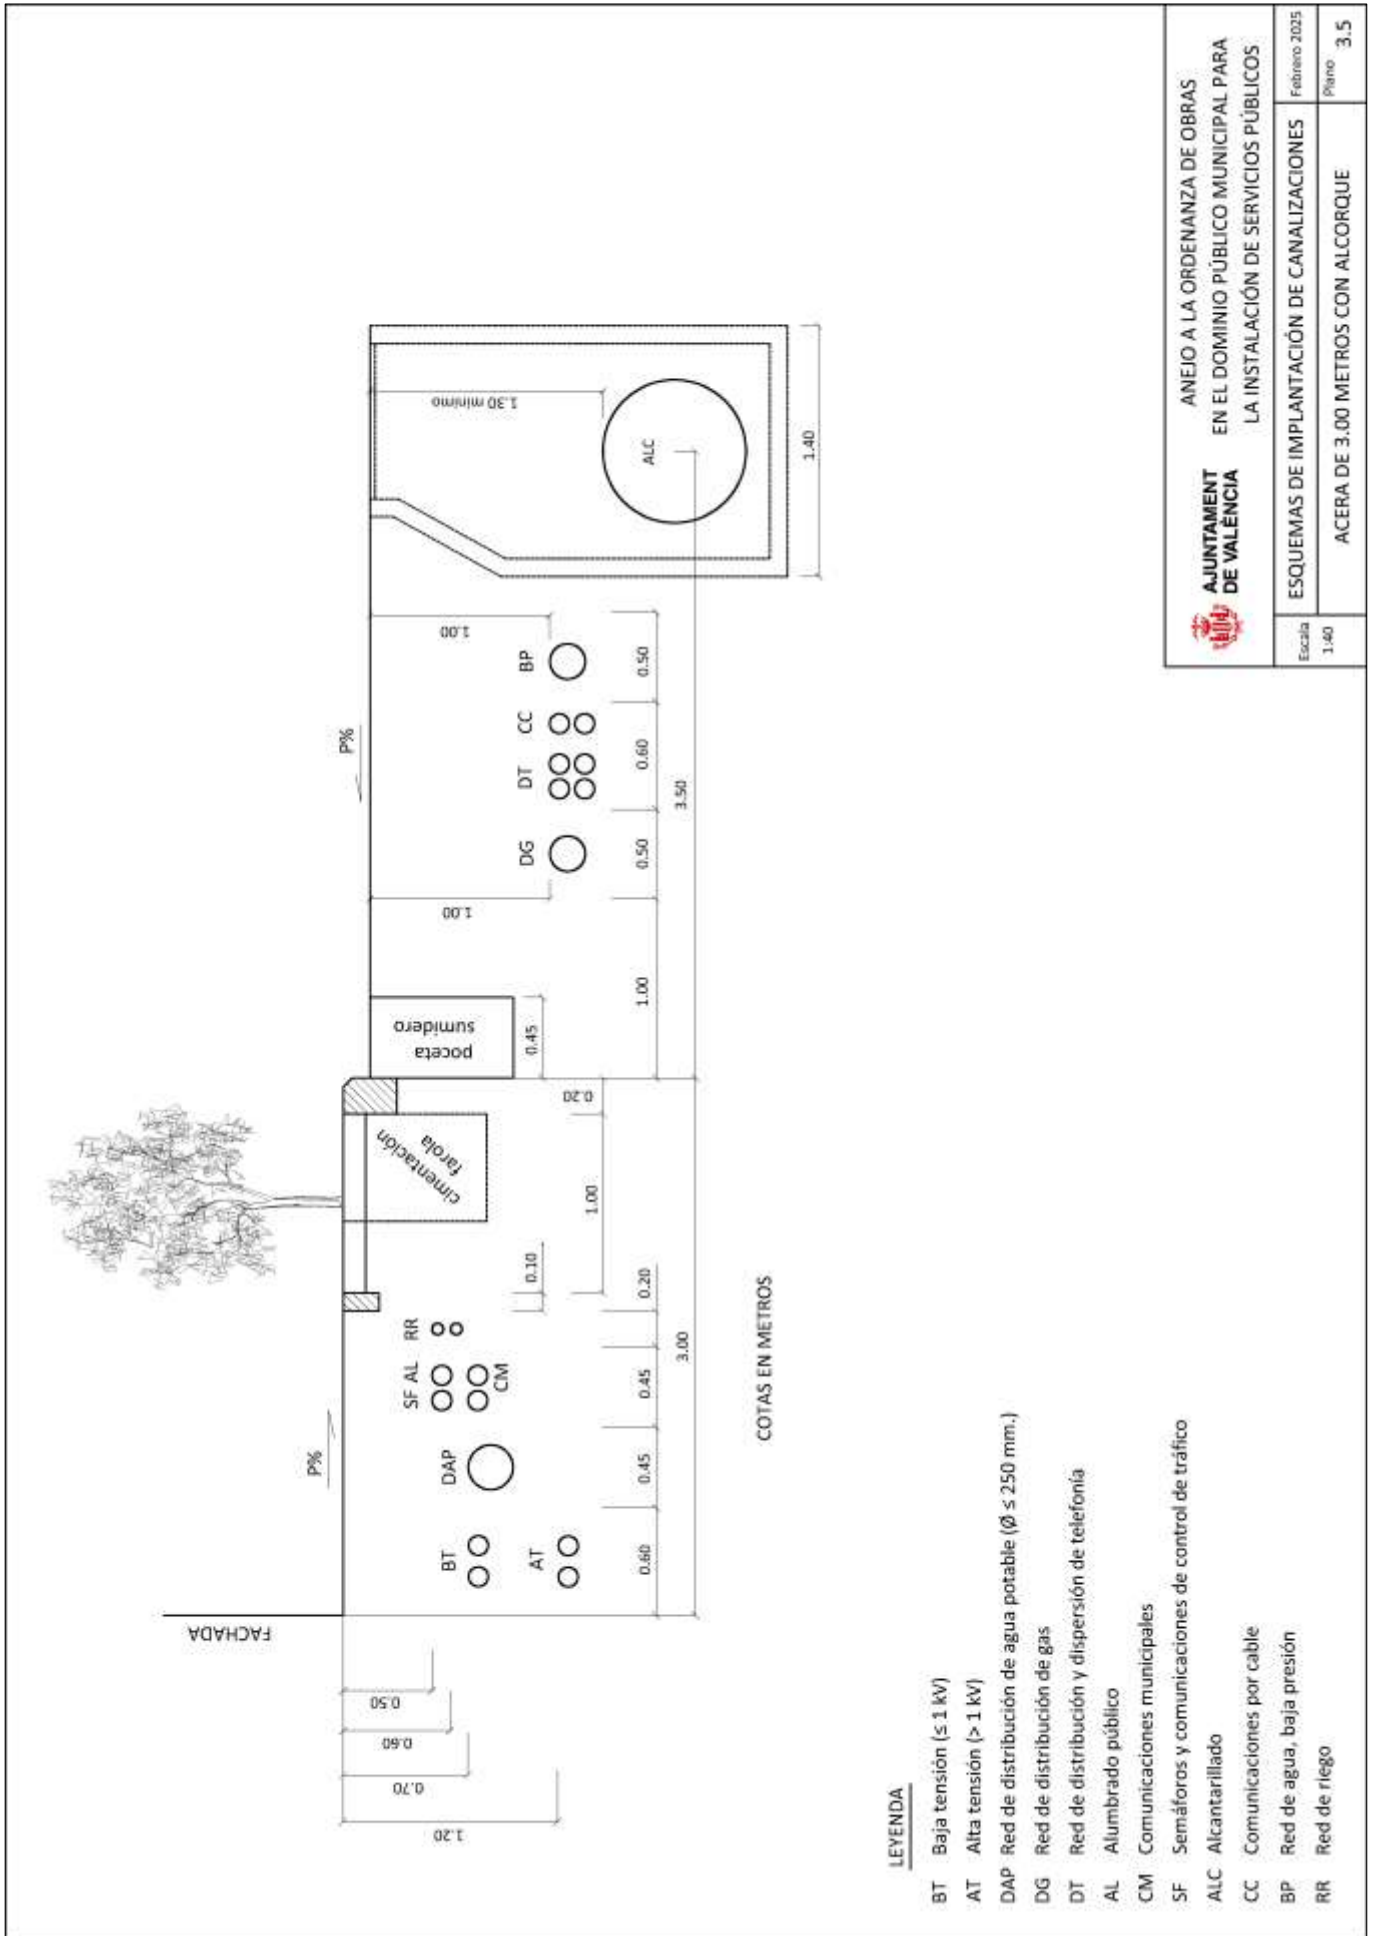 FACHADA
P%
P%
0.50
0.60
0.70
1.20
BT
AT
DAP
SF AL
CM
RR
cimentación
farola
poceta
sumidero
DG
DT
CC
BP
ALC
1.00
1.00
1.30 mínimo
0.10
1.00
0.20
0.45
1.40
0.60
0.45
0.45
0.20
1.00
0.50
0.60
0.50
3.00
3.50
COTAS EN METROS
LEYENDA
BT Baja tensión (≤ 1 kV)
AT Alta tensión (> 1 kV)
DAP Red de distribución de agua potable (Ø ≤ 250 mm.)
DG Red de distribución de gas
DT Red de distribución y dispersión de telefonía
AL Alumbrado público
CM Comunicaciones municipales
SF Semáforos y comunicaciones de control de tráfico
ALC Alcantarillado
CC Comunicaciones por cable
BP Red de agua, baja presión
RR Red de riego
AJUNTAMENT
DE VALÈNCIA
ANEJO A LA ORDENANZA DE OBRAS
EN EL DOMINIO PÚBLICO MUNICIPAL PARA
LA INSTALACIÓN DE SERVICIOS PÚBLICOS
Escala
1:40
ESQUEMAS DE IMPLANTACIÓN DE CANALIZACIONES
ACERA DE 3.00 METROS CON ALCORQUE
Febrero 2025
Plano 3.5